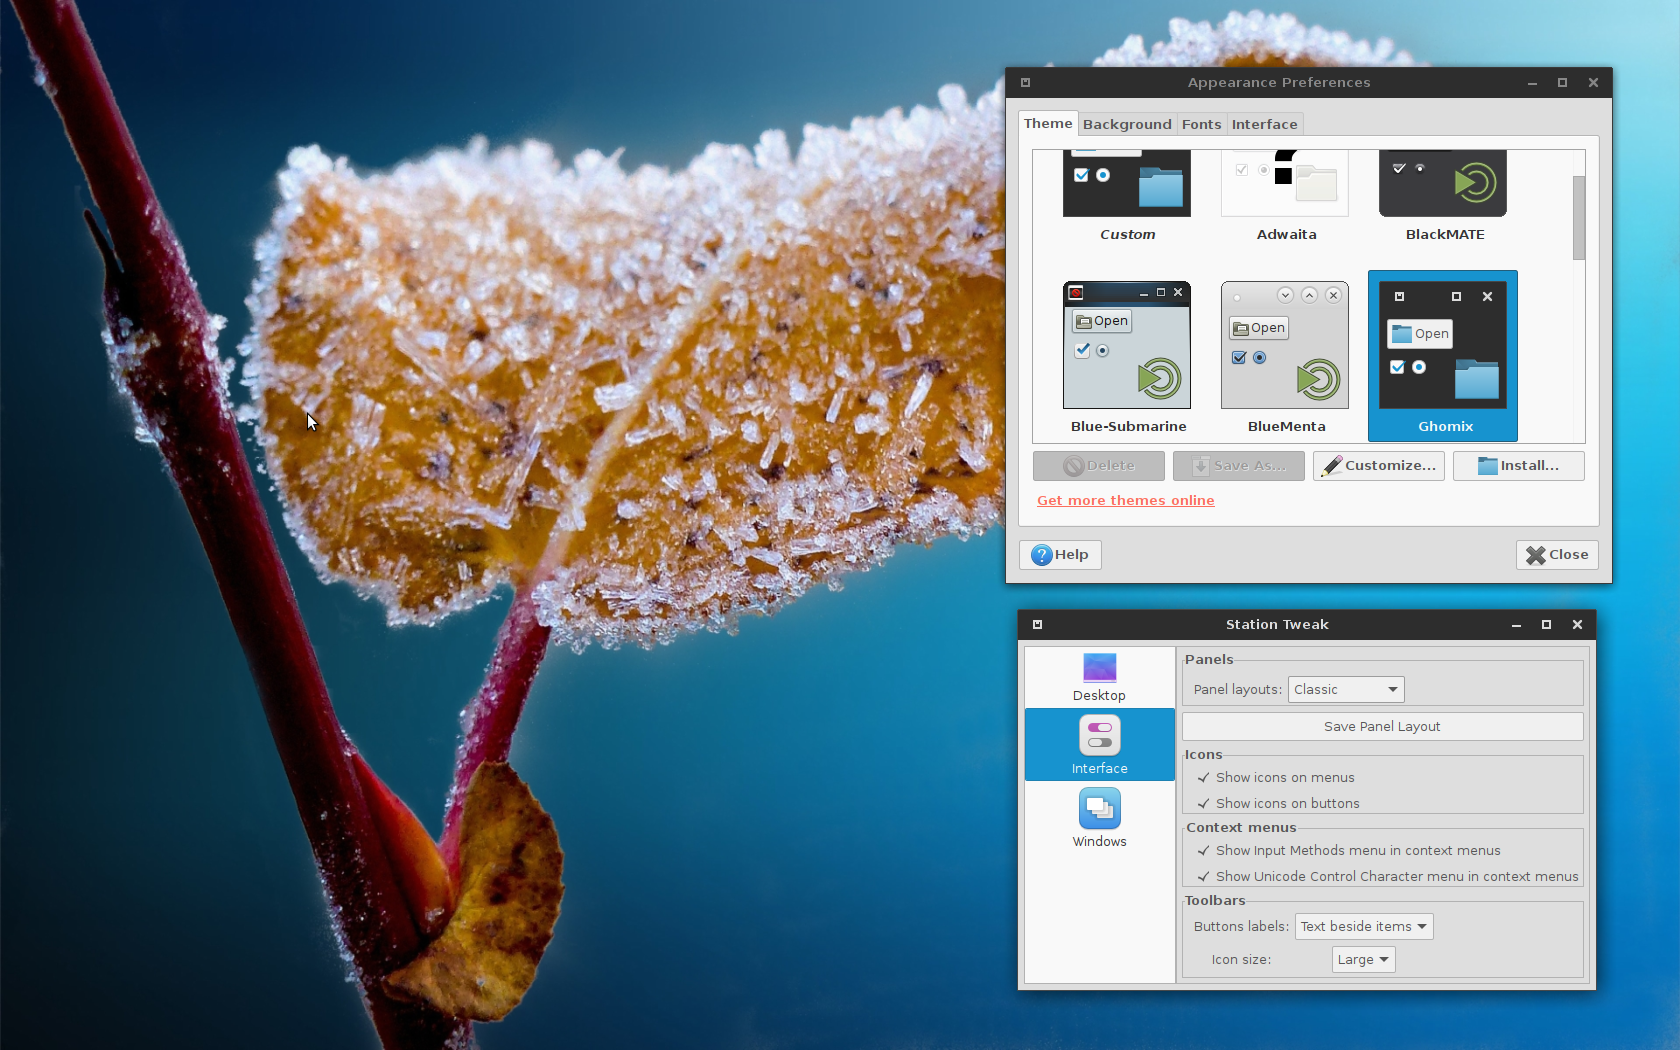 Appearance Preferences
Theme Background Fonts Interface
Custom Adwaita BlackMATE
Open Open Open
Blue-Submarine BlueMenta Ghomix
Delete Save As... Customize... Install...
Get more themes online
Help Close
Station Tweak
Desktop
Interface
Windows
Panels
Panel layouts: Classic
Save Panel Layout
Icons
Show icons on menus
Show icons on buttons
Context menus
Show Input Methods menu in context menus
Show Unicode Control Character menu in context menus
Toolbars
Buttons labels: Text beside items
Icon size: Large